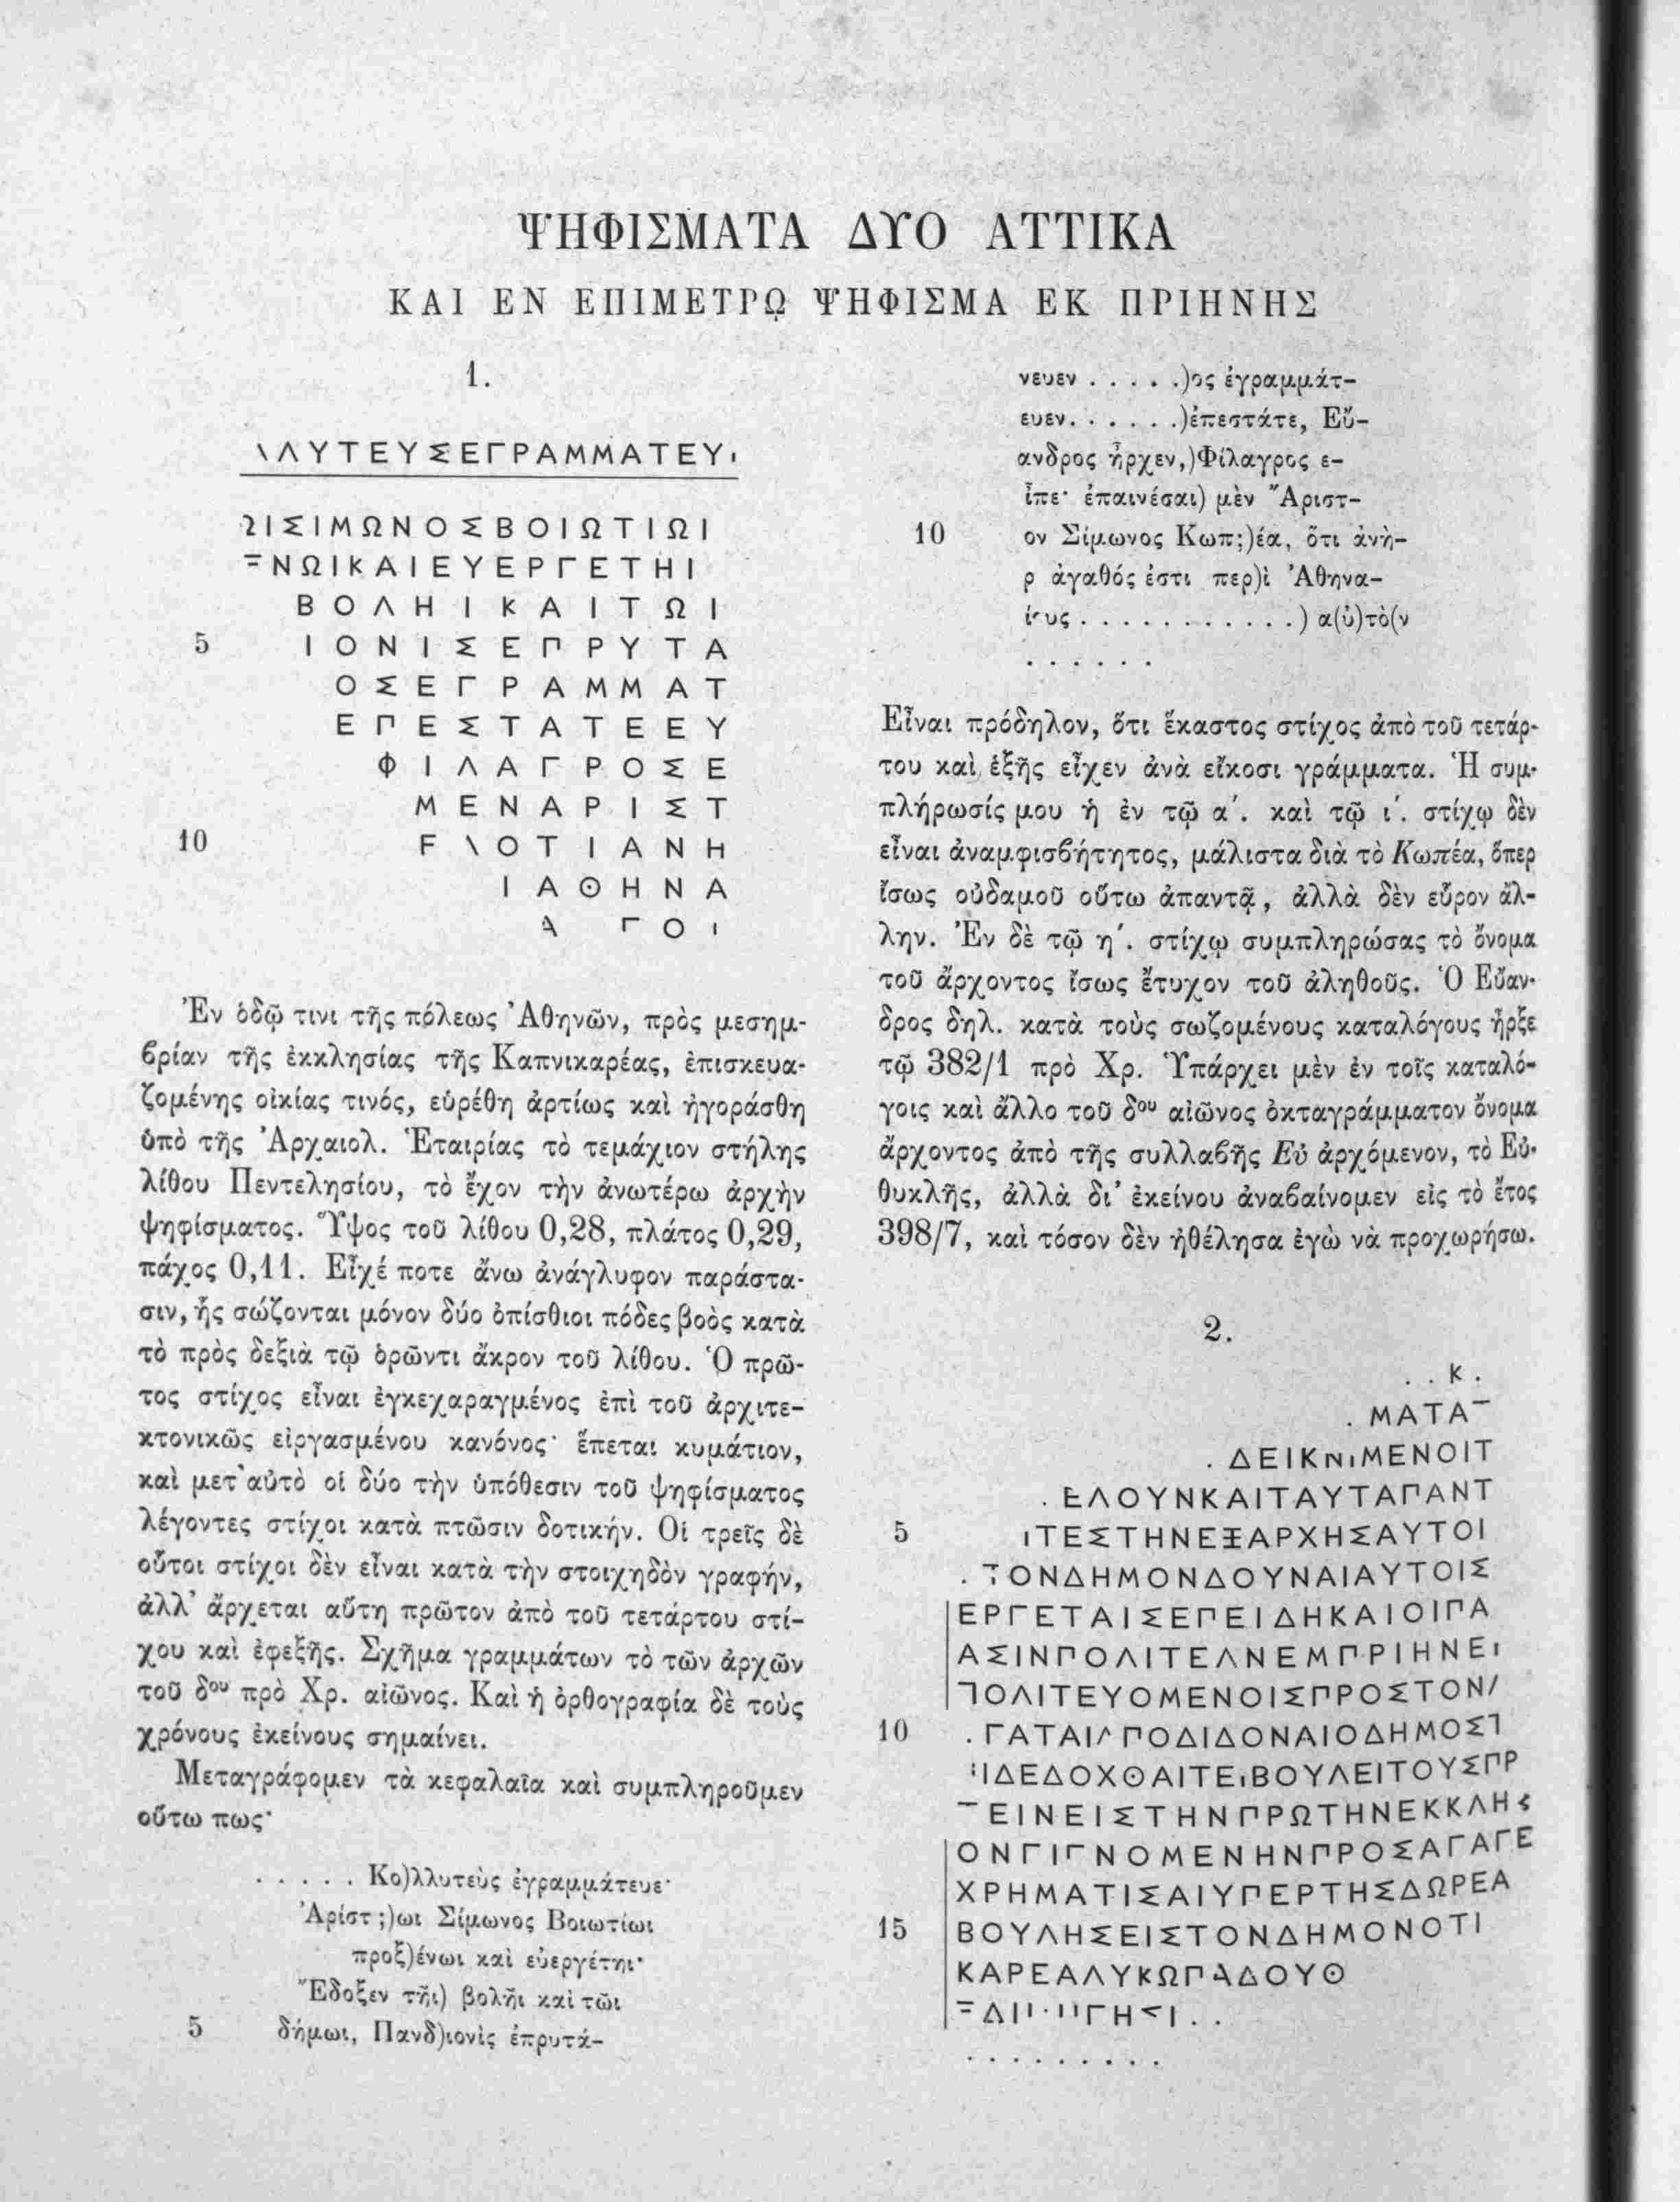 ΨΗΦΙΣΜΑΤΑ ΔΥΟ ΑΤΤΙΚΑ
ΚΑΙ ΕΝ ΕΠΙΜΕΤΡῼ ΨΗΦΙΣΜΑ ΕΚ ΠΡΙΗΝΗΣ
1.
ΛΥΤΕΥΣΕΓΡΑΜΜΑΤΕΥ
ΙΣΙΜΩΝΟΣΒΟΙΩΤΙΩΙ
ΝΩΙΚΑΙΕΥΕΡΓΕΤΗΙ
ΒΟΛΗΙΚΑΙΤΩΙ
5 ΙΟΝΙΣΕΠΡΥΤΑ
ΟΣΕΓΡΑΜΜΑΤ
ΕΠΕΣΤΑΤΕΕΥ
ΦΙΛΑΓΡΟΣΕ
ΜΕΝΑΡΙΣΤ
10 Ε\ΟΤΙΑΝΗ
ΙΑΘΗΝΑ
Α ΓΟΙ
Ἐν ὁδῷ τινι τῆς πόλεως Ἀθηνῶν, πρὸς μεσημ-
βρίαν τῆς ἐκκλησίας τῆς Καπνικαρέας, ἐπισκευα-
ζομένης οἰκίας τινός, εὑρέθη ἀρτίως καὶ ἠγοράσθη
ὑπὸ τῆς Ἀρχαιολ. Ἑταιρίας τὸ τεμάχιον στήλης
λίθου Πεντελησίου, τὸ ἔχον τὴν ἀνωτέρω ἀρχὴν
ψηφίσματος. Ὕψος τοῦ λίθου 0,28, πλάτος 0,29,
πάχος 0,11. Εἶχέ ποτε ἄνω ἀνάγλυφον παράστα-
σιν, ἧς σώζονται μόνον δύο ὀπίσθιοι πόδες βοὸς κατὰ
τὸ πρὸς δεξιὰ τῷ ὁρῶντι ἄκρον τοῦ λίθου. Ὁ πρῶ-
τος στίχος εἶναι ἐγκεχαραγμένος ἐπὶ τοῦ ἀρχιτε-
κτονικῶς εἰργασμένου κανόνος· ἕπεται κυμάτιον,
καὶ μετ' αὐτὸ οἱ δύο τὴν ὑπόθεσιν τοῦ ψηφίσματος
λέγοντες στίχοι κατὰ πτῶσιν δοτικήν. Οἱ τρεῖς δὲ
οὗτοι στίχοι δὲν εἶναι κατὰ τὴν στοιχηδὸν γραφήν,
ἀλλ' ἄρχεται αὕτη πρῶτον ἀπὸ τοῦ τετάρτου στί-
χου καὶ ἐφεξῆς. Σχῆμα γραμμάτων τὸ τῶν ἀρχῶν
τοῦ δου πρὸ Χρ. αἰῶνος. Καὶ ἡ ὀρθογραφία δὲ τοὺς
χρόνους ἐκείνους σημαίνει.
Μεταγράφομεν τὰ κεφαλαῖα καὶ συμπληροῦμεν
οὕτω πως·
. . . . . Κο)λλυτεὺς ἐγραμμάτευε·
Ἀρίστ;)ωι Σίμωνος Βοιωτίωι
προξ)ένωι καὶ εὐεργέτηι·
Ἔδοξεν τῆι) βολῆι καὶ τῶι
5 δήμωι, Πανδ)ιονὶς ἐπρυτά-
νευεν . . . . .)ος ἐγραμμάτ-
ευεν. . . . . .)ἐπεστάτε, Εὔ-
ανδρος ἦρχεν,)Φίλαγρος ε-
ἶπε· ἐπαινέσαι) μὲν Ἄριστ-
10 ον Σίμωνος Κωπ;)έα, ὅτι ἀνὴ-
ρ ἀγαθός ἐστι περ)ὶ Ἀθηνα-
ίους . . . . . . . . . . . .) α(ὐ)τὸ(ν
. . . . . .
Εἶναι πρόδηλον, ὅτι ἕκαστος στίχος ἀπὸ τοῦ τετάρ-
του καὶ ἑξῆς εἶχεν ἀνὰ εἴκοσι γράμματα. Ἡ συμ-
πλήρωσίς μου ἡ ἐν τῷ α΄. καὶ τῷ ι΄. στίχῳ δὲν
εἶναι ἀναμφισβήτητος, μάλιστα διὰ τὸ Κωπέα, ὅπερ
ἴσως οὐδαμοῦ οὕτω ἀπαντᾷ, ἀλλὰ δὲν εὗρον ἄλ-
λην. Ἐν δὲ τῷ η΄. στίχῳ συμπληρώσας τὸ ὄνομα
τοῦ ἄρχοντος ἴσως ἔτυχον τοῦ ἀληθοῦς. Ὁ Εὔαν-
δρος δηλ. κατὰ τοὺς σωζομένους καταλόγους ἦρξε
τῷ 382/1 πρὸ Χρ. Ὑπάρχει μὲν ἐν τοῖς καταλό-
γοις καὶ ἄλλο τοῦ δου αἰῶνος ὀκταγράμματον ὄνομα
ἄρχοντος ἀπὸ τῆς συλλαβῆς Εὐ ἀρχόμενον, τὸ Εὐ-
θυκλῆς, ἀλλὰ δι' ἐκείνου ἀναβαίνομεν εἰς τὸ ἔτος
398/7, καὶ τόσον δὲν ἠθέλησα ἐγὼ νὰ προχωρήσω.
2.
. . Κ .
. ΜΑΤΑ
. ΔΕΙΚΝΙΜΕΝΟΙΤ
. ΕΛΟΥΝΚΑΙΤΑΥΤΑΠΑΝΤ
5 ΙΤΕΣΤΗΝΕΞΑΡΧΗΣΑΥΤΟΙ
. ΤΟΝΔΗΜΟΝΔΟΥΝΑΙΑΥΤΟΙΣ
ΕΡΓΕΤΑΙΣΕΠΕΙΔΗΚΑΙΟΙΠΑ
ΑΣΙΝΠΟΛΙΤΕΛΝΕΜΠΡΙΗΝΕΙ
ΠΟΛΙΤΕΥΟΜΕΝΟΙΣΠΡΟΣΤΟΝ/
10 . ΓΑΤΑΙΑΠΟΔΙΔΟΝΑΙΟΔΗΜΟΣ
ΙΔΕΔΟΧΘΑΙΤΕΙΒΟΥΛΕΙΤΟΥΣΠΡ
ΕΙΝΕΙΣΤΗΝΠΡΩΤΗΝΕΚΚΛΗΣ
ΟΝΓΙΓΝΟΜΕΝΗΝΠΡΟΣΑΓΑΓΕ
ΧΡΗΜΑΤΙΣΑΙΥΠΕΡΤΗΣΔΩΡΕΑ
15 ΒΟΥΛΗΣΕΙΣΤΟΝΔΗΜΟΝΟΤΙ
ΚΑΡΕΑΛΥΚΩΠΑΔΟΥΘ
. . . . . . . . .